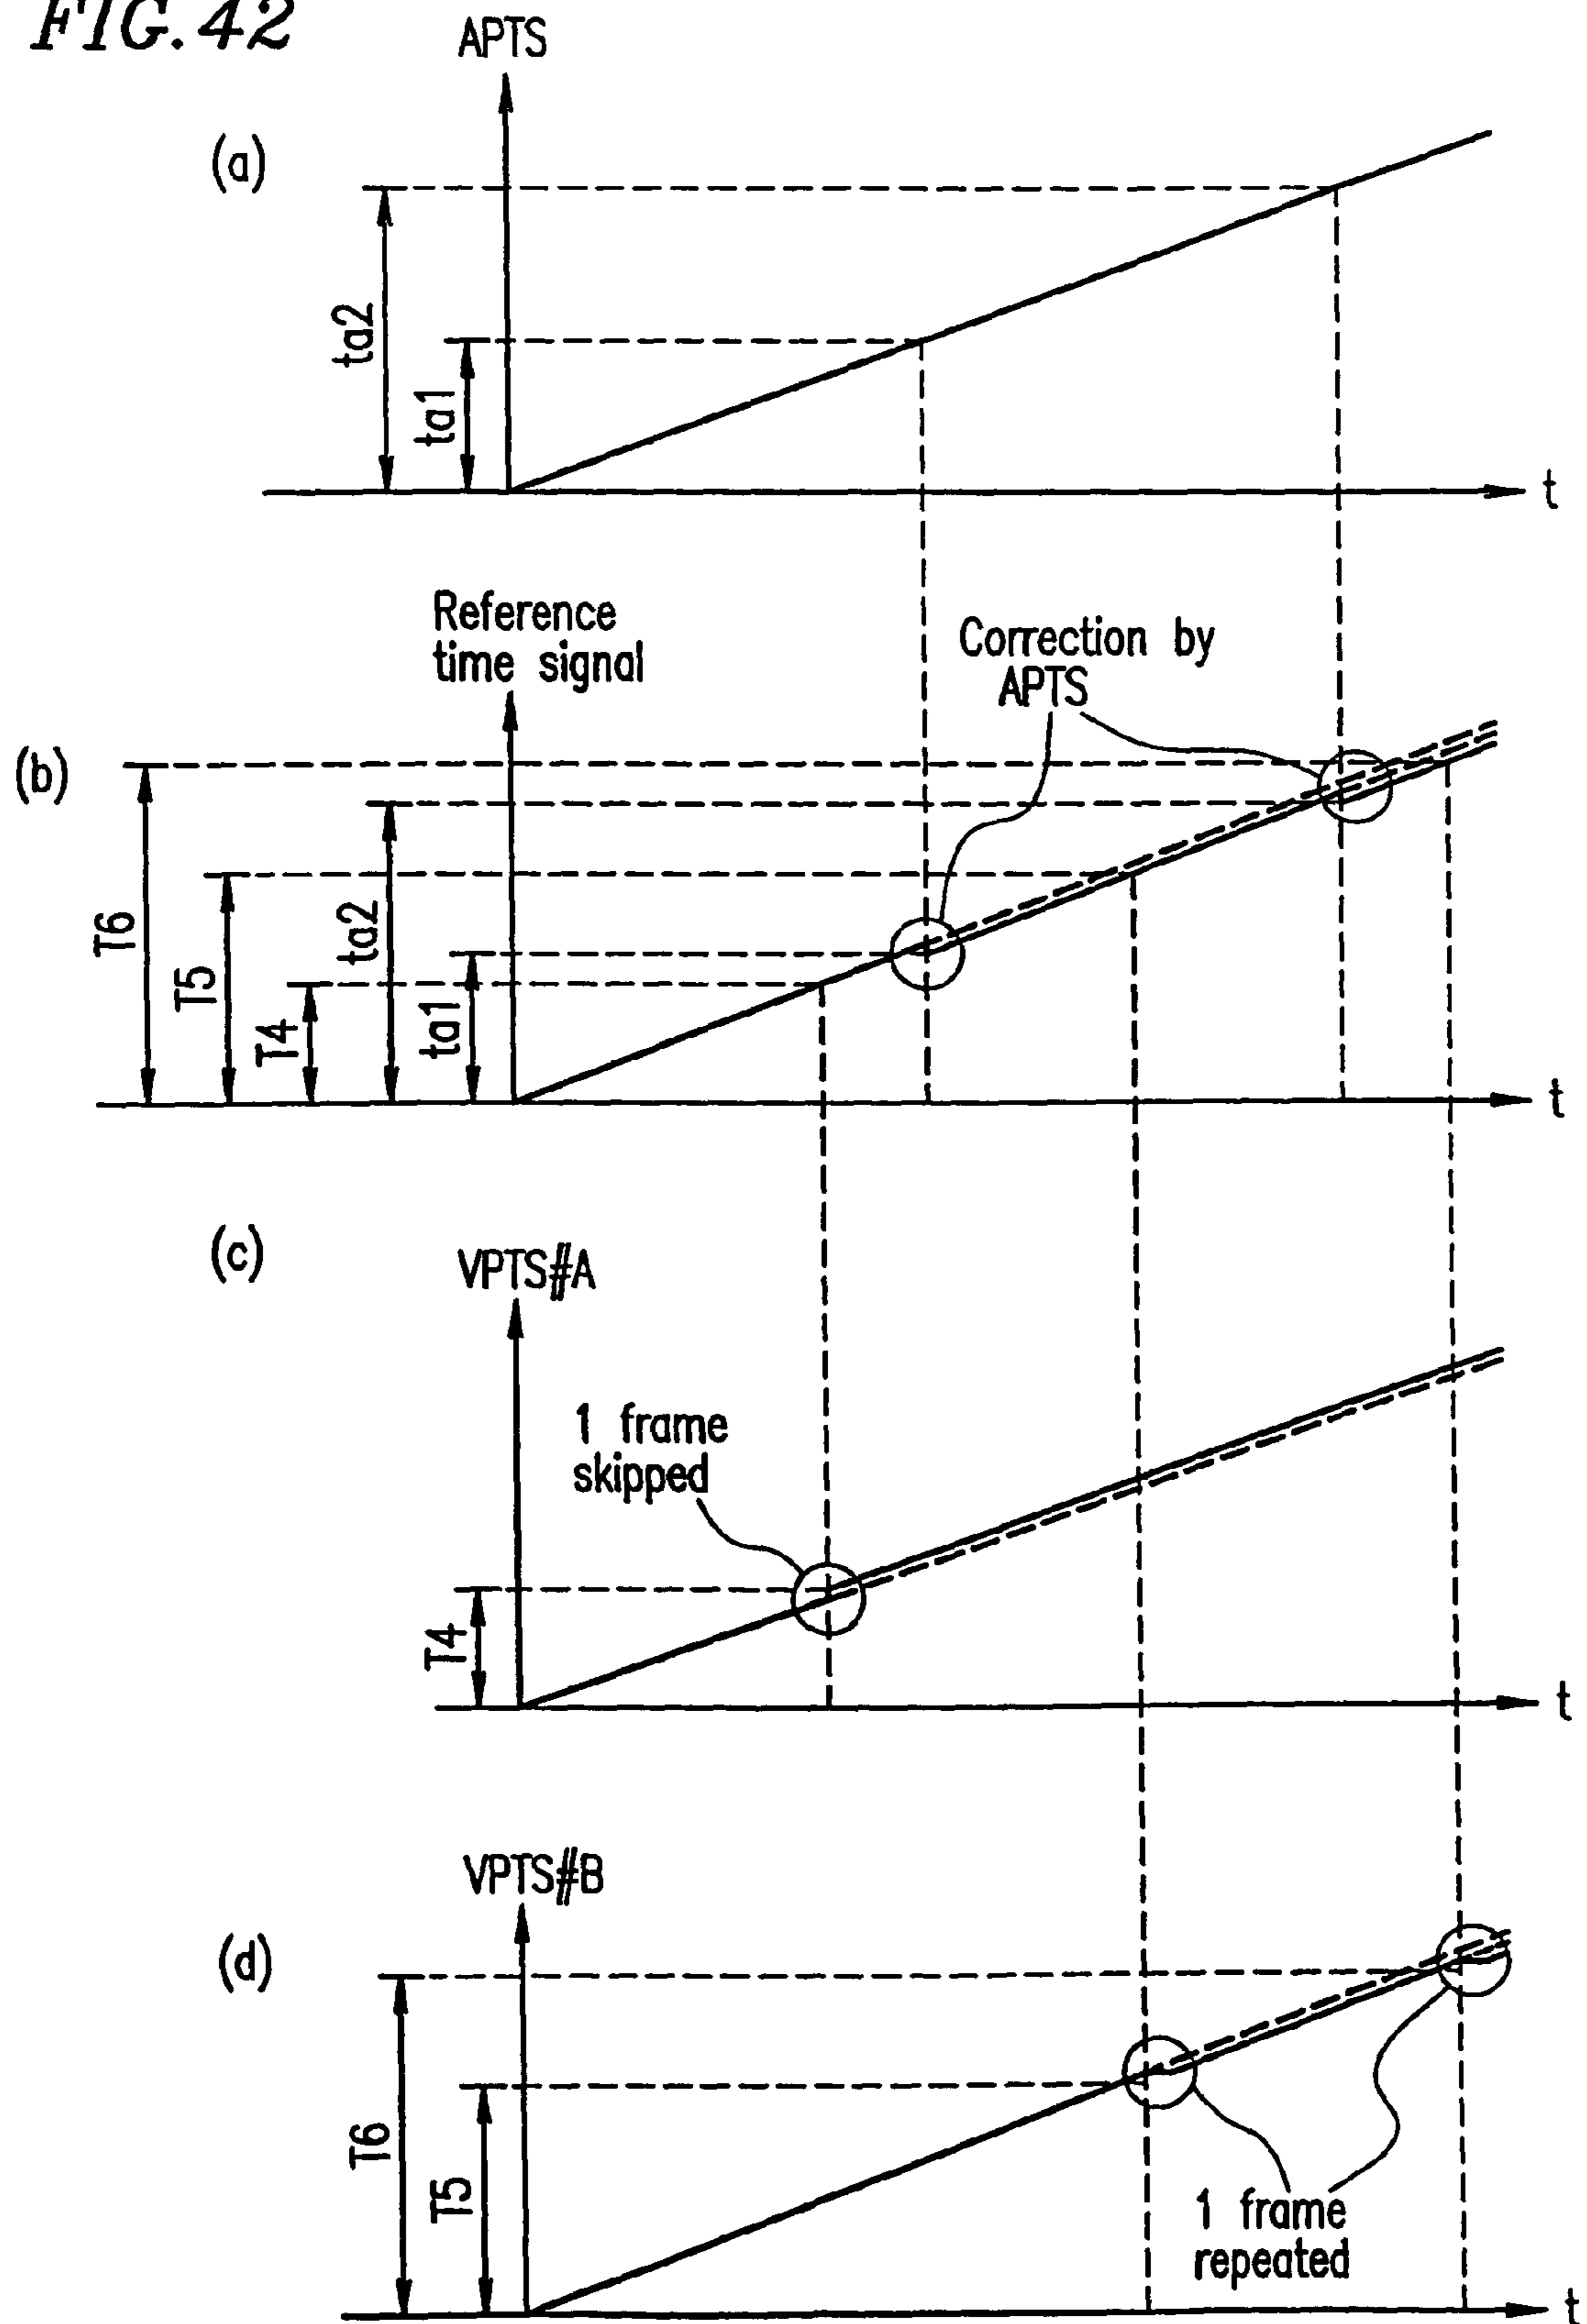 FIG. 42
APTS
(a)
ta2
ta1
t
Reference
time signal
Correction by
APTS
(b)
T6
T5
T4
ta2
ta1
t
(c)
VPTS#A
1 frame
skipped
T4
t
VPTS#B
(d)
T6
T5
1 frame
repeated
t